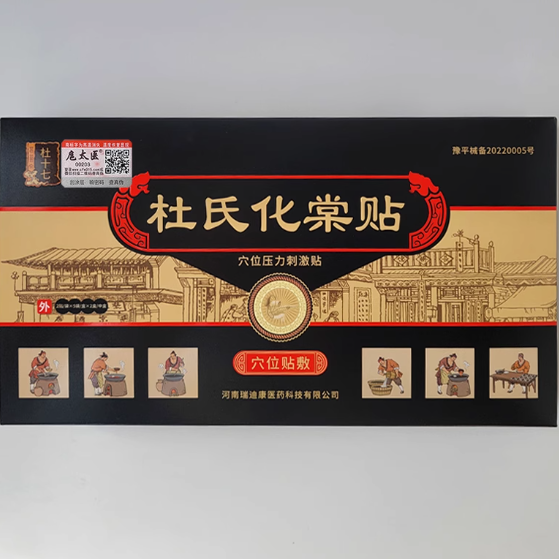 杜十七
庖太医
00205
豫平械备20220005号
杜氏化棠贴
穴位压力刺激贴
外
穴位贴敷
河南瑞迪康医药科技有限公司